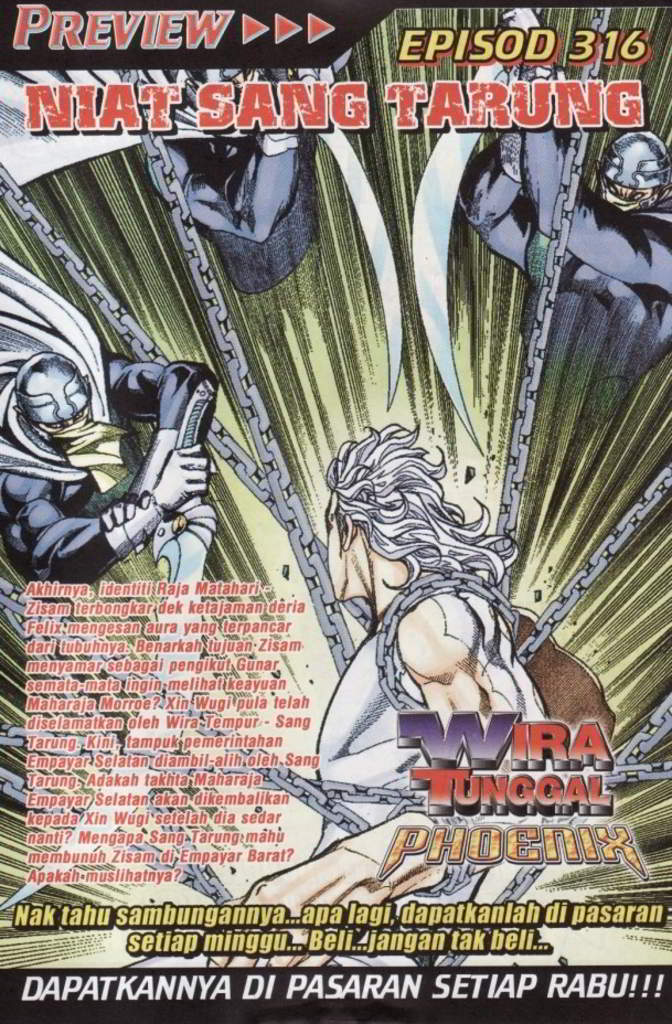 PREVIEW
EPISOD 316
NIAT SANG TARUNG
Akhirnya, identiti Raja Matahari -
Zisam terbongkar dek ketajaman deria
Felix mengesan aura yang terpancar
dari tubuhnya. Benarkah tujuan Zisam
menyamar sebagai pengikut Gunar
semata-mata ingin melihat keayuan
Maharaja Morroe? Xin Wugi pula telah
diselamatkan oleh Wira Tempur - Sang
Tarung. Kini, tampuk pemerintahan
Empayar Selatan diambil-alih oleh Sang
Tarung. Adakah takhta Maharaja
Empayar Selatan akan dikembalikan
kepada Xin Wugi setelah dia sedar
nanti? Mengapa Sang Tarung mahu
membunuh Zisam di Empayar Barat?
Apakah muslihatnya?
WIRA
TUNGGAL
PHOENIX
Nak tahu sambungannya...apa lagi, dapatkanlah di pasaran
setiap minggu... Beli...jangan tak beli...
DAPATKANNYA DI PASARAN SETIAP RABU!!!